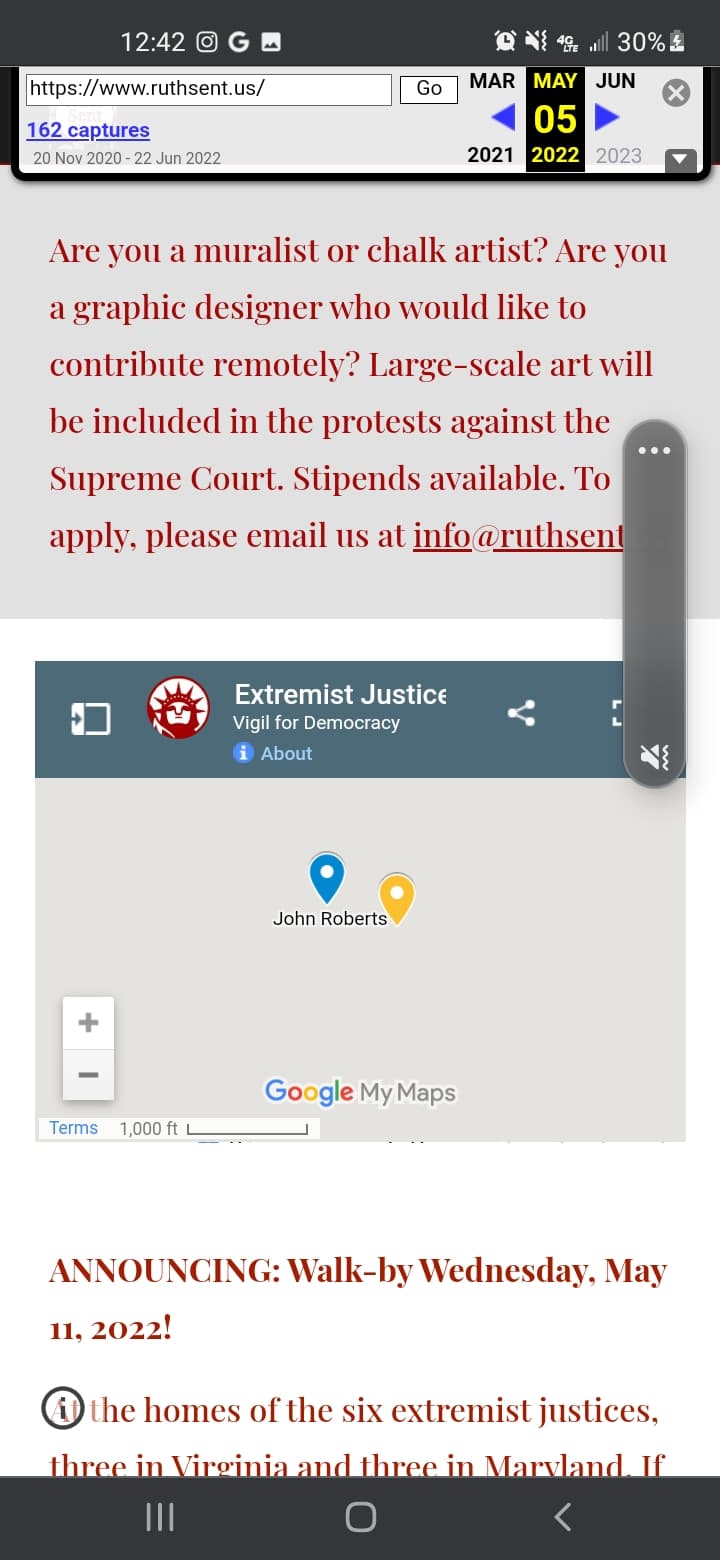 12:42
4G LTE 30%
https://www.ruthsent.us/ Go MAR MAY JUN
162 captures 05
20 Nov 2020 - 22 Jun 2022 2021 2022 2023
Are you a muralist or chalk artist? Are you
a graphic designer who would like to
contribute remotely? Large-scale art will
be included in the protests against the
Supreme Court. Stipends available. To
apply, please email us at info@ruthsent
Extremist Justice
Vigil for Democracy
About
John Roberts
Google My Maps
Terms 1,000 ft
ANNOUNCING: Walk-by Wednesday, May
11, 2022!
At the homes of the six extremist justices,
three in Virginia and three in Maryland. If